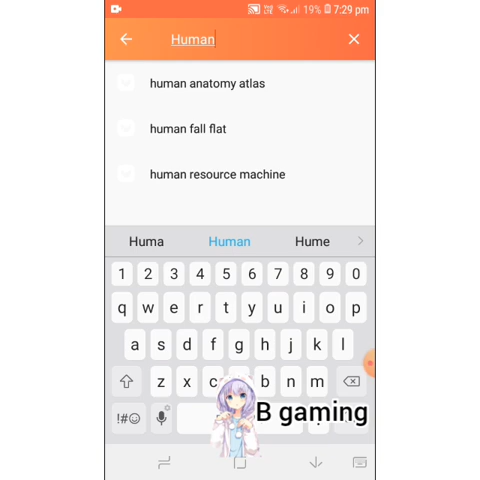 19% 7:29 pm
Human
human anatomy atlas
human fall flat
human resource machine
Huma Human Hume
1 2 3 4 5 6 7 8 9 0
q w e r t y u i o p
a s d f g h j k l
z x c b n m
B gaming
!#☺